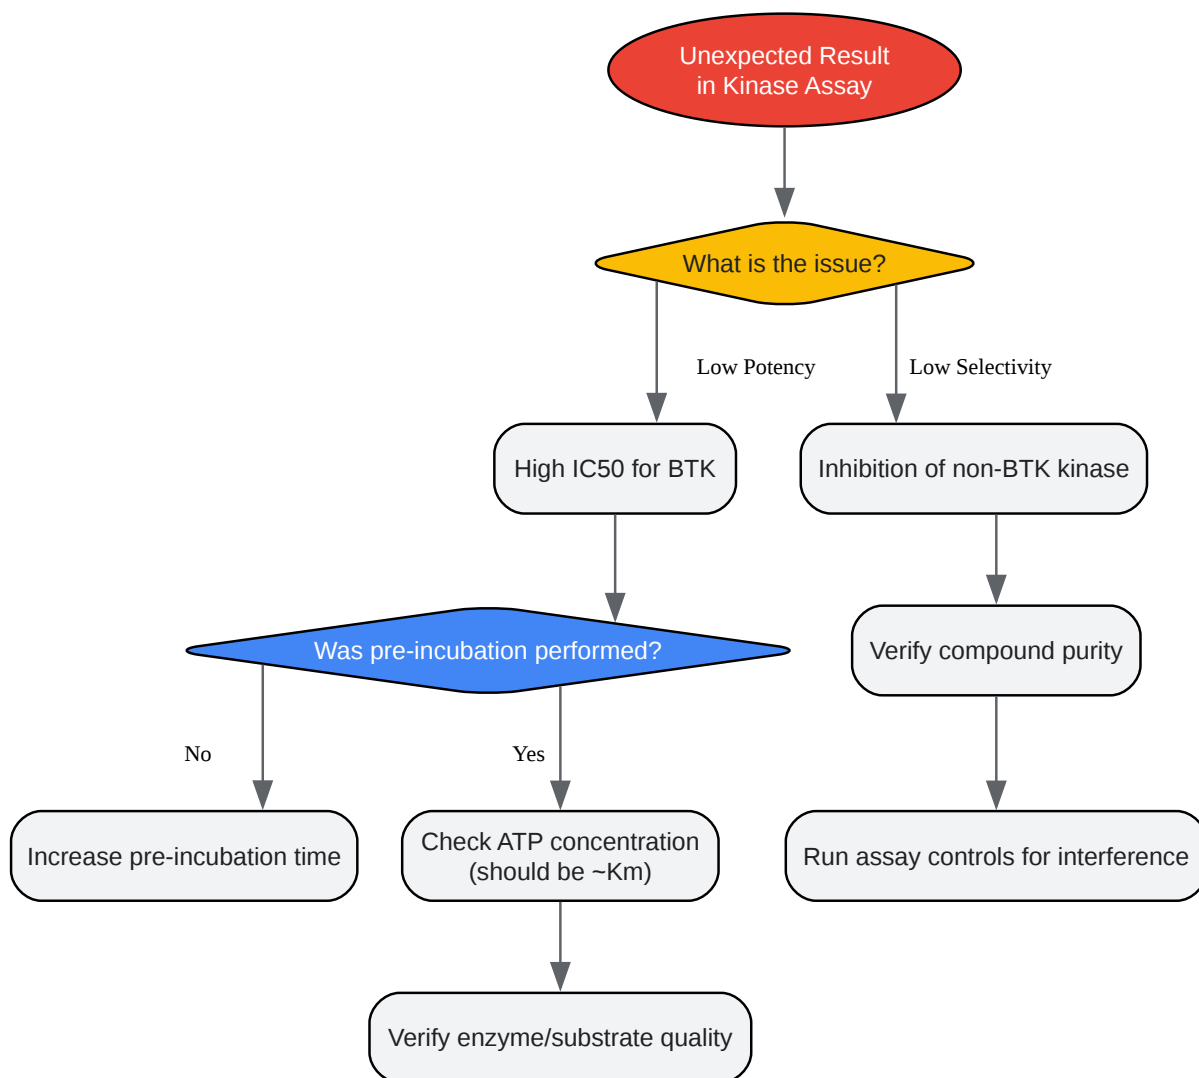 Unexpected Result
in Kinase Assay
What is the issue?
Low Potency
Low Selectivity
High IC50 for BTK
Inhibition of non-BTK kinase
Was pre-incubation performed?
Verify compound purity
No
Yes
Increase pre-incubation time
Check ATP concentration
(should be ~Km)
Run assay controls for interference
Verify enzyme/substrate quality